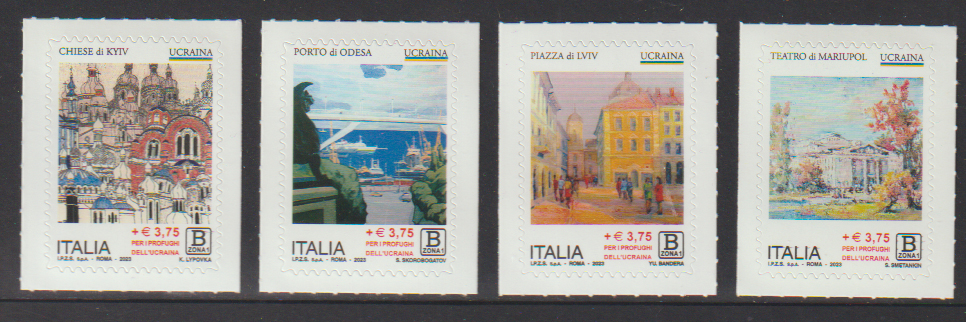 CHIESE di KYIV UCRAINA
ITALIA + € 3,75
PER I PROFUGHI
DELL'UCRAINA
B
ZONA 1
I.P.Z.S. S.p.A. - ROMA - 2023 K. LYPOVKA
PORTO di ODESA UCRAINA
ITALIA + € 3,75
PER I PROFUGHI
DELL'UCRAINA
B
ZONA 1
I.P.Z.S. S.p.A. - ROMA - 2023 S. SKOROBOGATOV
PIAZZA di LVIV UCRAINA
ITALIA + € 3,75
PER I PROFUGHI
DELL'UCRAINA
B
ZONA 1
I.P.Z.S. S.p.A. - ROMA - 2023 YU. BANDERA
TEATRO di MARIUPOL UCRAINA
ITALIA + € 3,75
PER I PROFUGHI
DELL'UCRAINA
B
ZONA 1
I.P.Z.S. S.p.A. - ROMA - 2023 S. SMETANKIN